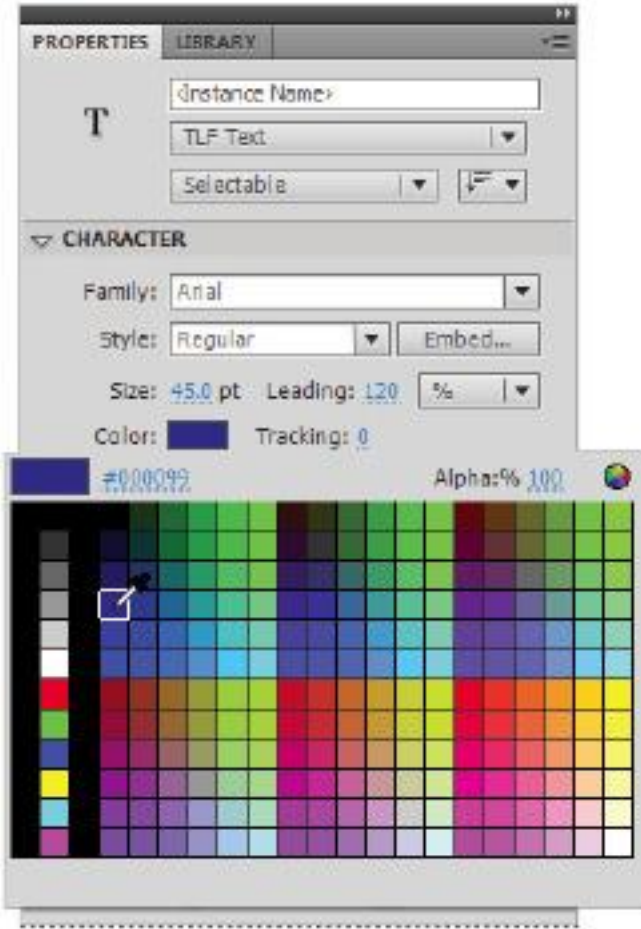 PROPERTIES LIBRARY
<Instance Name>
T
TLF Text
Selectable
CHARACTER
Family: Arial
Style: Regular Embed...
Size: 45.0 pt Leading: 120 %
Color: Tracking: 0
#000099 Alpha:% 100